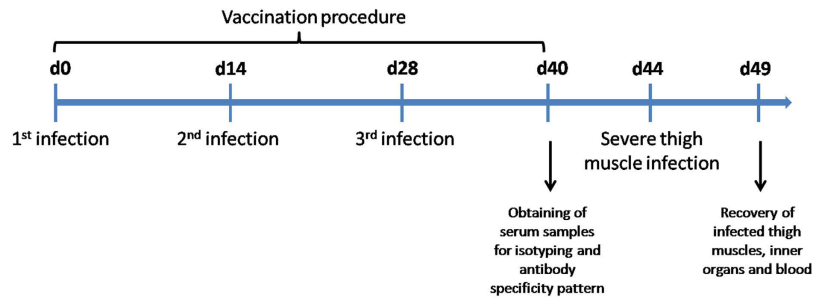 Vaccination procedure
d0 d14 d28 d40 d44 d49
1st infection 2nd infection 3rd infection Severe thigh
muscle infection
Obtaining of
serum samples
for isotyping and
antibody
specificity pattern
Recovery of
infected thigh
muscles, inner
organs and blood